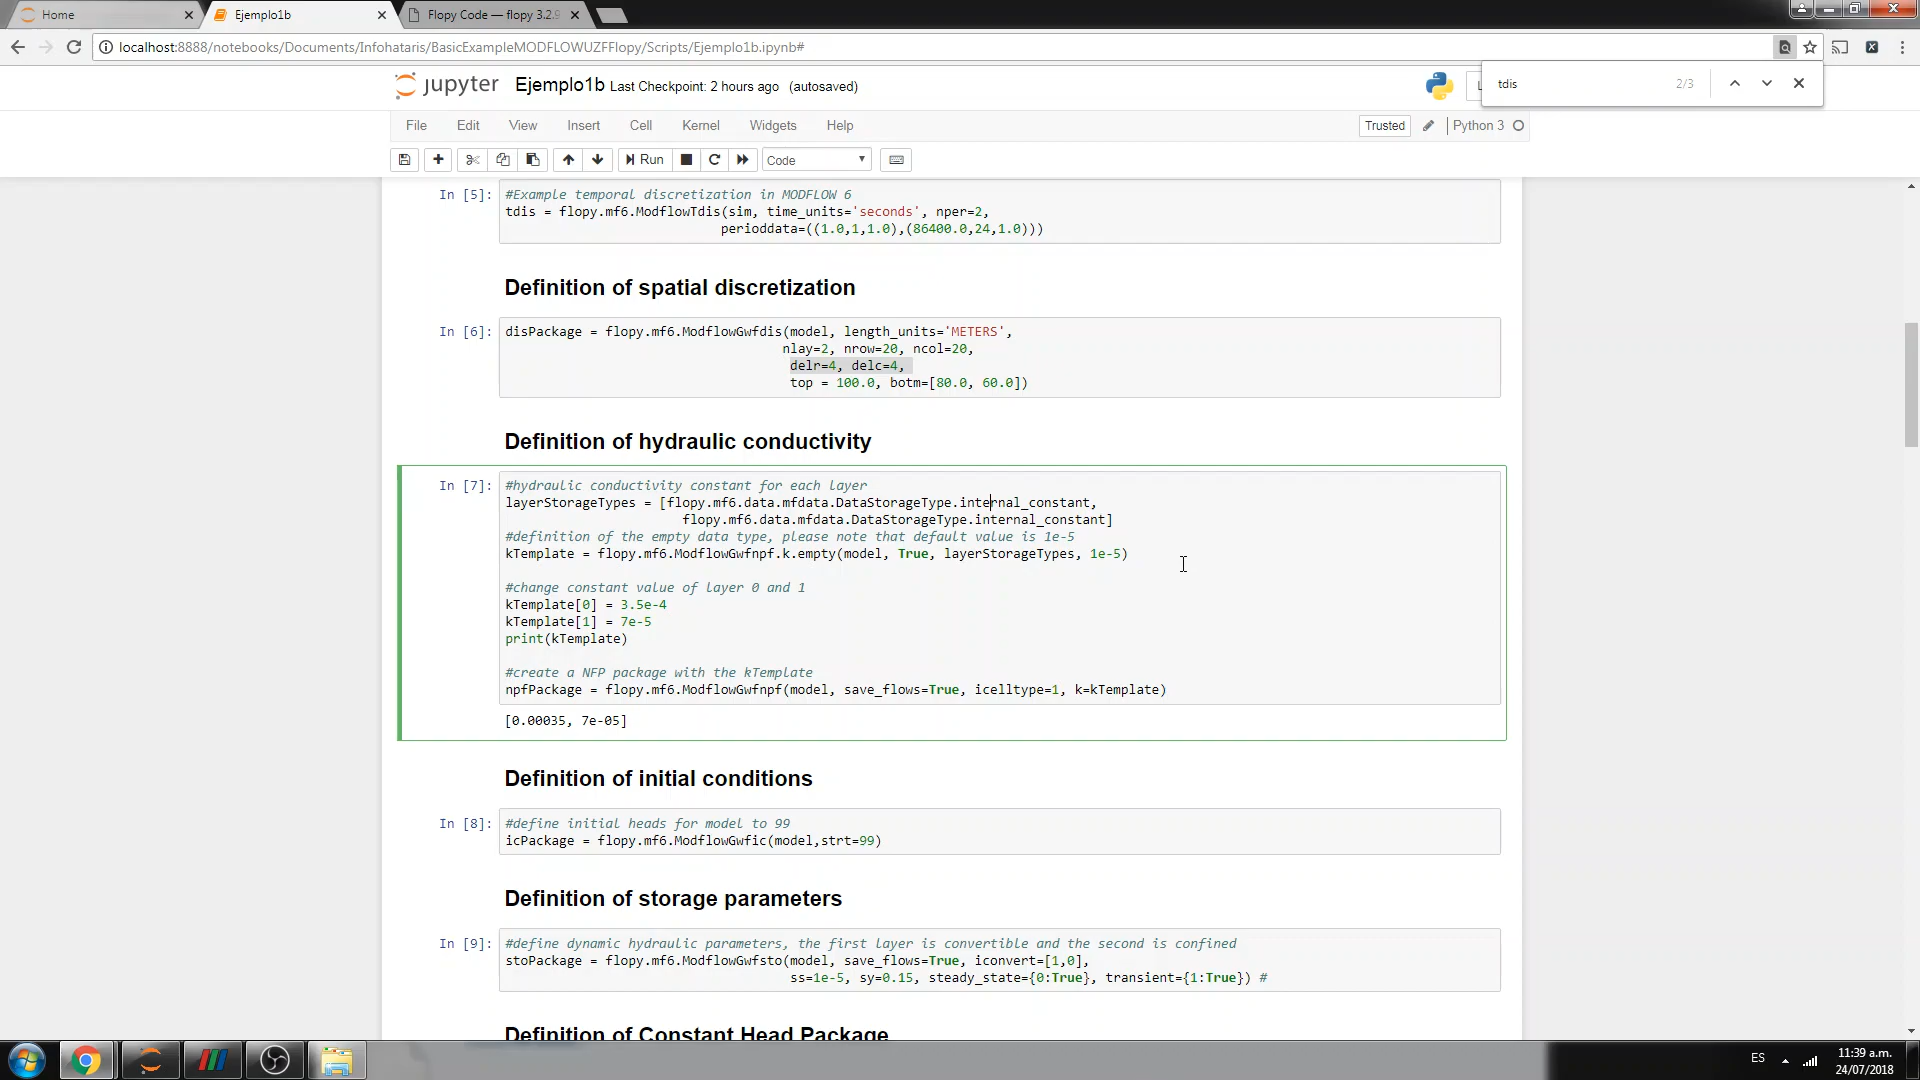 Home
Ejemplo1b
Flopy Code — flopy 3.2.9
localhost:8888/notebooks/Documents/Infohataris/BasicExampleMODFLOWUZFFlopy/Scripts/Ejemplo1b.ipynb#
tdis 2/3
jupyter Ejemplo1b Last Checkpoint: 2 hours ago (autosaved)
File Edit View Insert Cell Kernel Widgets Help Trusted Python 3
Run Code
In [5]: #Example temporal discretization in MODFLOW 6
tdis = flopy.mf6.ModflowTdis(sim, time_units='seconds', nper=2,
perioddata=((1.0,1,1.0),(86400.0,24,1.0)))
Definition of spatial discretization
In [6]: disPackage = flopy.mf6.ModflowGwfdis(model, length_units='METERS',
nlay=2, nrow=20, ncol=20,
delr=4, delc=4,
top = 100.0, botm=[80.0, 60.0])
Definition of hydraulic conductivity
In [7]: #hydraulic conductivity constant for each layer
layerStorageTypes = [flopy.mf6.data.mfdata.DataStorageType.internal_constant,
flopy.mf6.data.mfdata.DataStorageType.internal_constant]
#definition of the empty data type, please note that default value is 1e-5
kTemplate = flopy.mf6.ModflowGwfnpf.k.empty(model, True, layerStorageTypes, 1e-5)
#change constant value of layer 0 and 1
kTemplate[0] = 3.5e-4
kTemplate[1] = 7e-5
print(kTemplate)
#create a NFP package with the kTemplate
npfPackage = flopy.mf6.ModflowGwfnpf(model, save_flows=True, icelltype=1, k=kTemplate)
[0.00035, 7e-05]
Definition of initial conditions
In [8]: #define initial heads for model to 99
icPackage = flopy.mf6.ModflowGwfic(model,strt=99)
Definition of storage parameters
In [9]: #define dynamic hydraulic parameters, the first layer is convertible and the second is confined
stoPackage = flopy.mf6.ModflowGwfsto(model, save_flows=True, iconvert=[1,0],
ss=1e-5, sy=0.15, steady_state={0:True}, transient={1:True}) #
Definition of Constant Head Package
ES
11:39 a.m.
24/07/2018